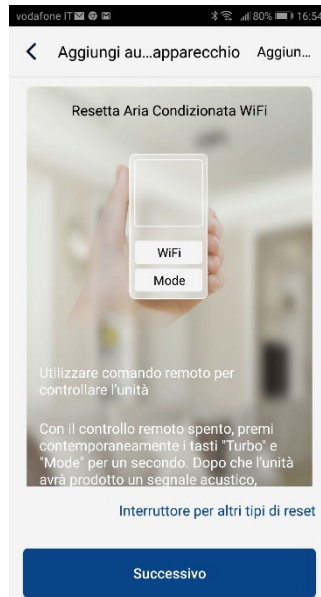 vodafone IT 80% 16:54
Aggiungi au...apparecchio Aggiun...
Resetta Aria Condizionata WiFi
WiFi
Mode
Utilizzare comando remoto per
controllare l'unità
Con il controllo remoto spento, premi
contemporaneamente i tasti "Turbo" e
"Mode" per un secondo. Dopo che l'unità
avrà prodotto un segnale acustico,
Interruttore per altri tipi di reset
Successivo